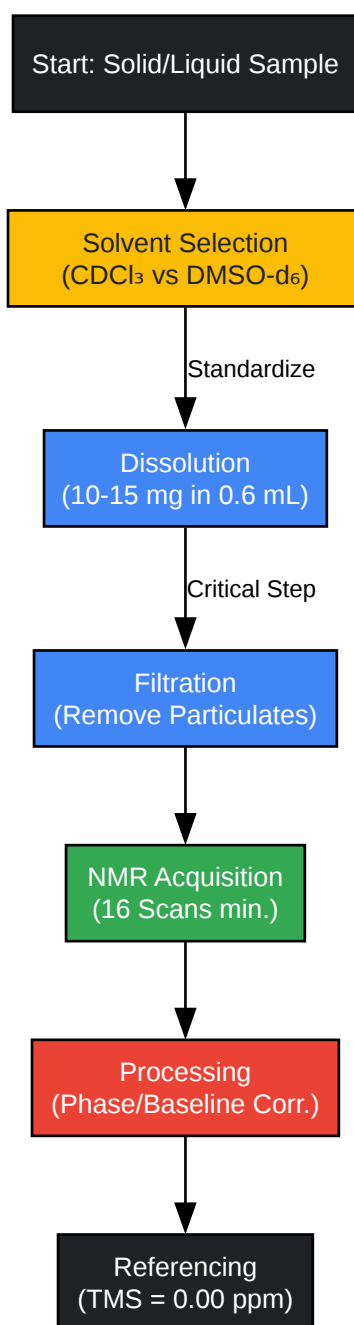 Start: Solid/Liquid Sample
Solvent Selection
(CDCl₃ vs DMSO-d₆)
Standardize
Dissolution
(10-15 mg in 0.6 mL)
Critical Step
Filtration
(Remove Particulates)
NMR Acquisition
(16 Scans min.)
Processing
(Phase/Baseline Corr.)
Referencing
(TMS = 0.00 ppm)